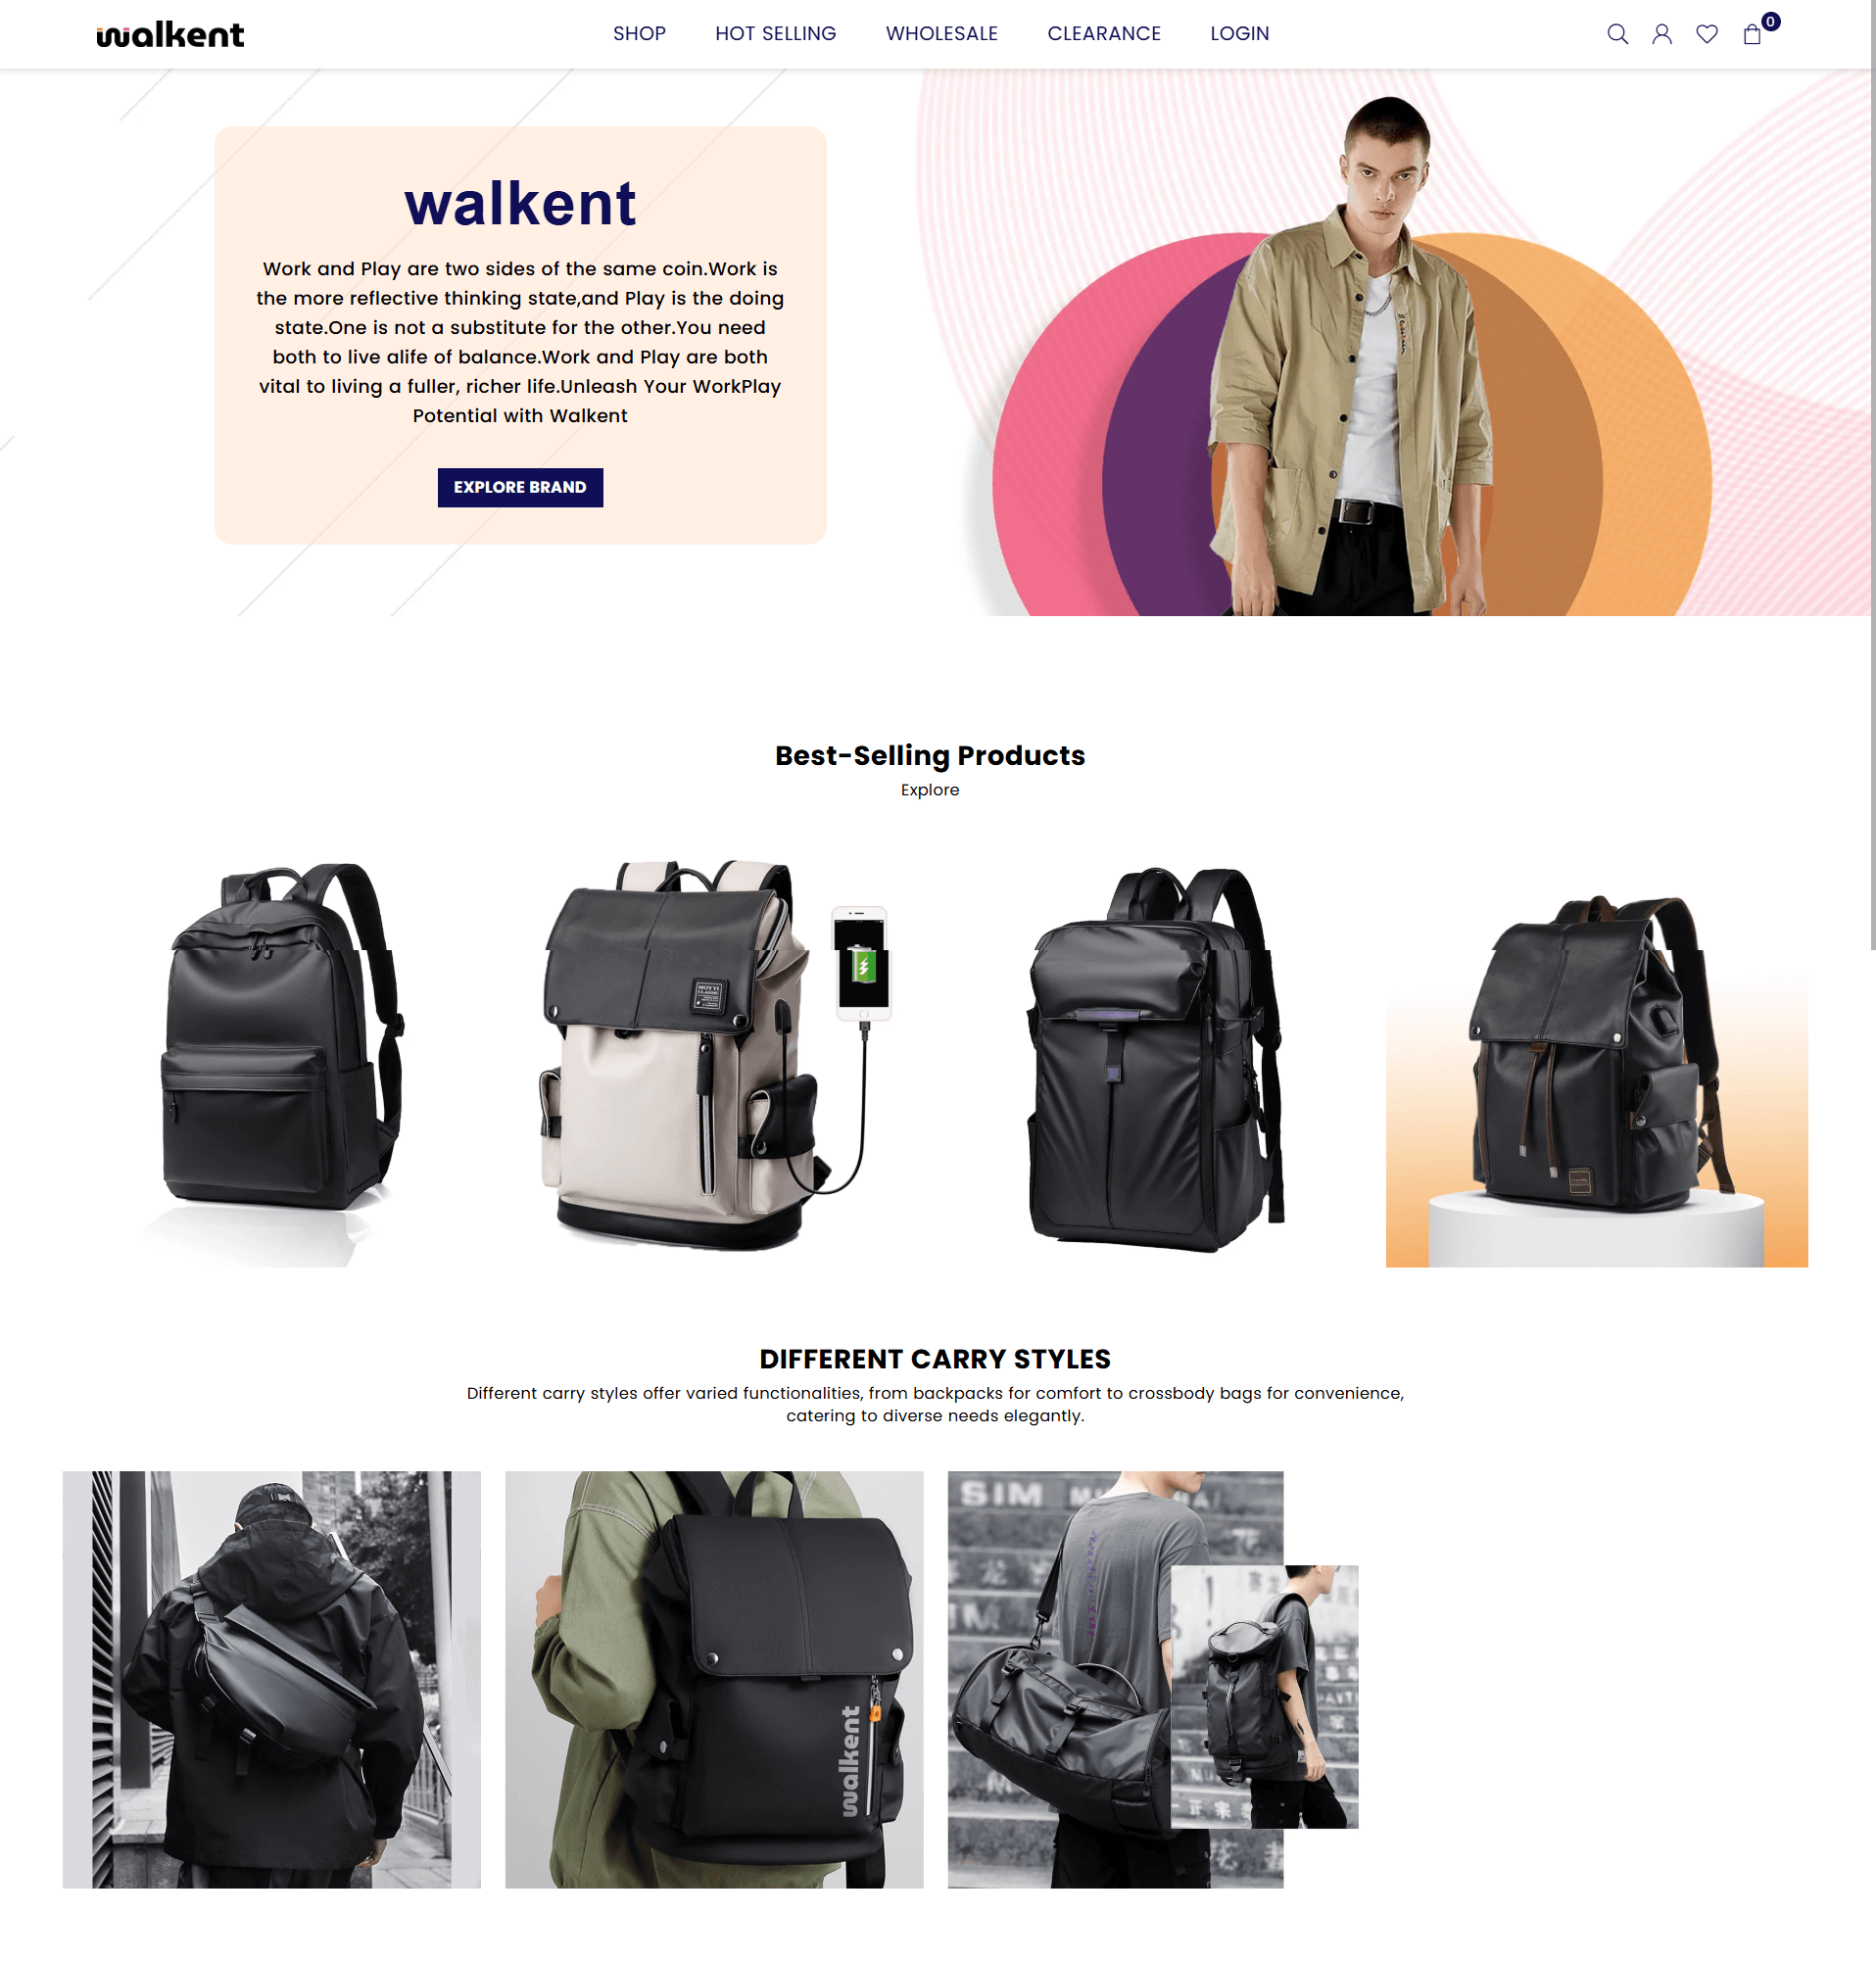 walkent
SHOP HOT SELLING WHOLESALE CLEARANCE LOGIN
0
walkent
Work and Play are two sides of the same coin.Work is
the more reflective thinking state,and Play is the doing
state.One is not a substitute for the other.You need
both to live alife of balance.Work and Play are both
vital to living a fuller, richer life.Unleash Your WorkPlay
Potential with Walkent
EXPLORE BRAND
Best-Selling Products
Explore
MOYYI
CLASSIC
DIFFERENT CARRY STYLES
Different carry styles offer varied functionalities, from backpacks for comfort to crossbody bags for convenience,
catering to diverse needs elegantly.
walkent
SIM